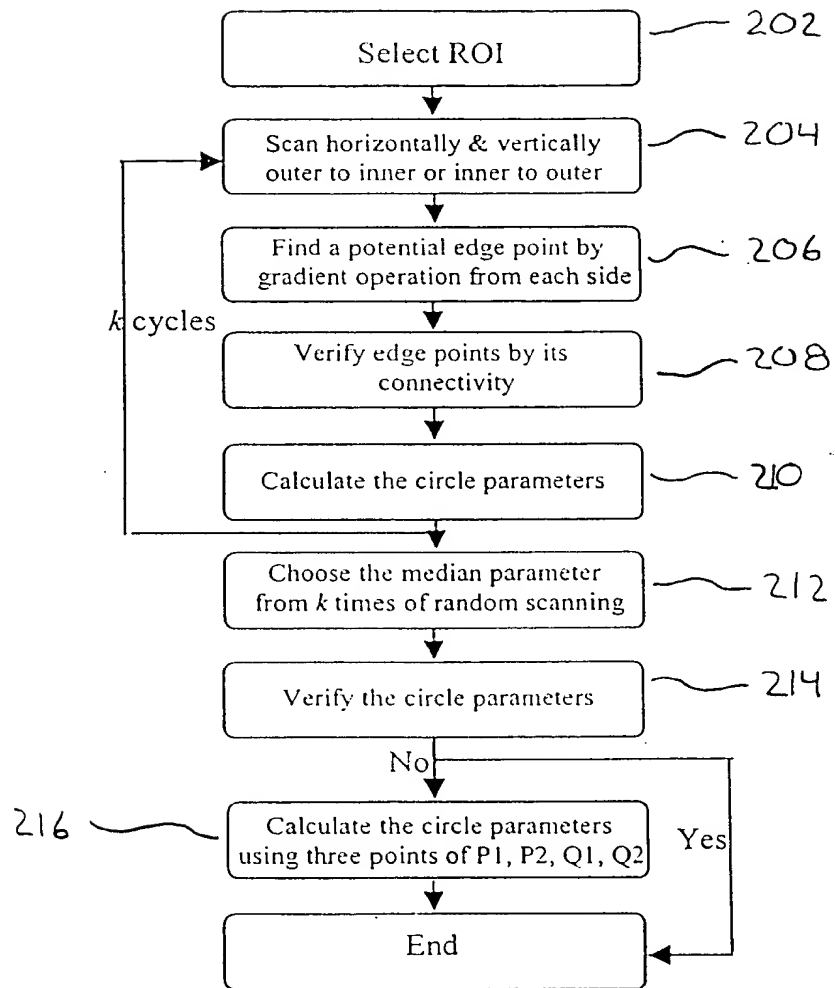 Select ROI
202
Scan horizontally & vertically
outer to inner or inner to outer
204
Find a potential edge point by
gradient operation from each side
206
k cycles
Verify edge points by its
connectivity
208
Calculate the circle parameters
210
Choose the median parameter
from k times of random scanning
212
Verify the circle parameters
214
No
216
Calculate the circle parameters
using three points of P1, P2, Q1, Q2
Yes
End